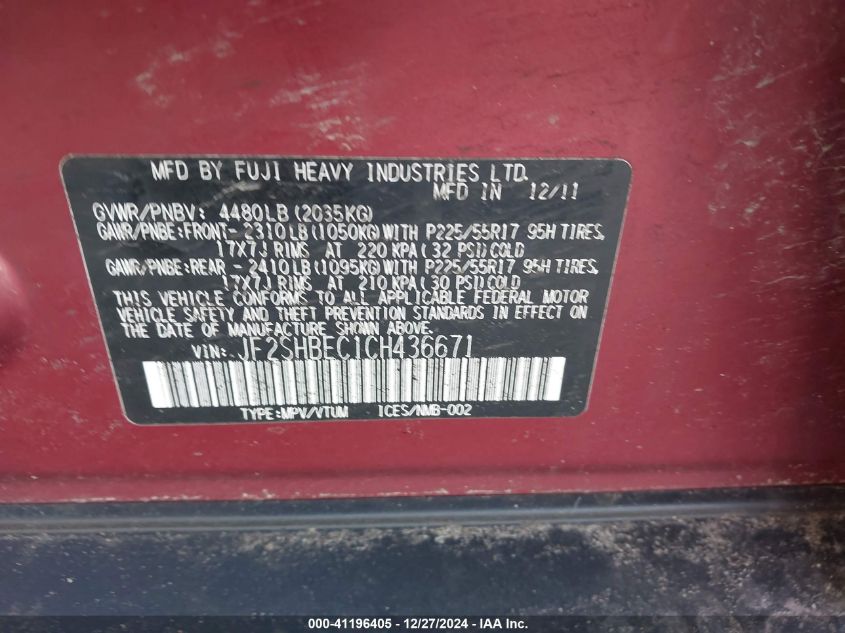 MFD BY FUJI HEAVY INDUSTRIES LTD.
MFD IN 12/11
GVWR/PNBV: 4480LB (2035KG)
GAWR/PNBE:FRONT- 2310LB (1050KG) WITH P225/55R17 95H TIRES,
17X7J RIMS AT 220 KPA ( 32 PSI) COLD
GAWR/PNBE:REAR - 2410LB (1095KG) WITH P225/55R17 95H TIRES,
17X7J RIMS AT 210 KPA ( 30 PSI) COLD
THIS VEHICLE CONFORMS TO ALL APPLICABLE FEDERAL MOTOR
VEHICLE SAFETY AND THEFT PREVENTION STANDARDS IN EFFECT ON
THE DATE OF MANUFACTURE SHOWN ABOVE.
VIN: JF2SHBEC1CH436671
TYPE:MPV/VTUM ICES/NMB-002
000-41196405 - 12/27/2024 - IAA Inc.